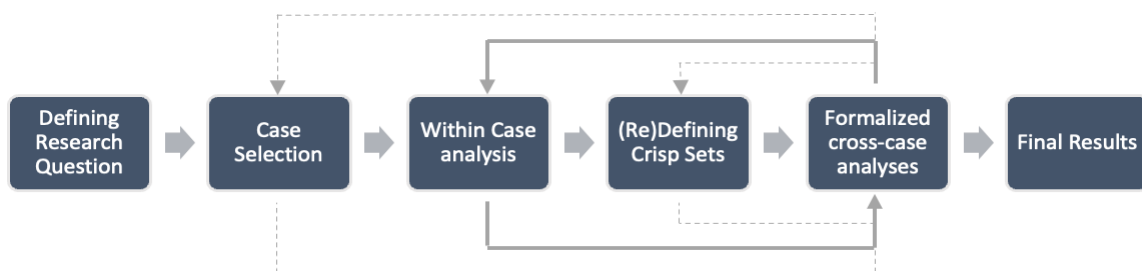 Defining
Research
Question
Case
Selection
Within Case
analysis
(Re)Defining
Crisp Sets
Formalized
cross-case
analyses
Final Results